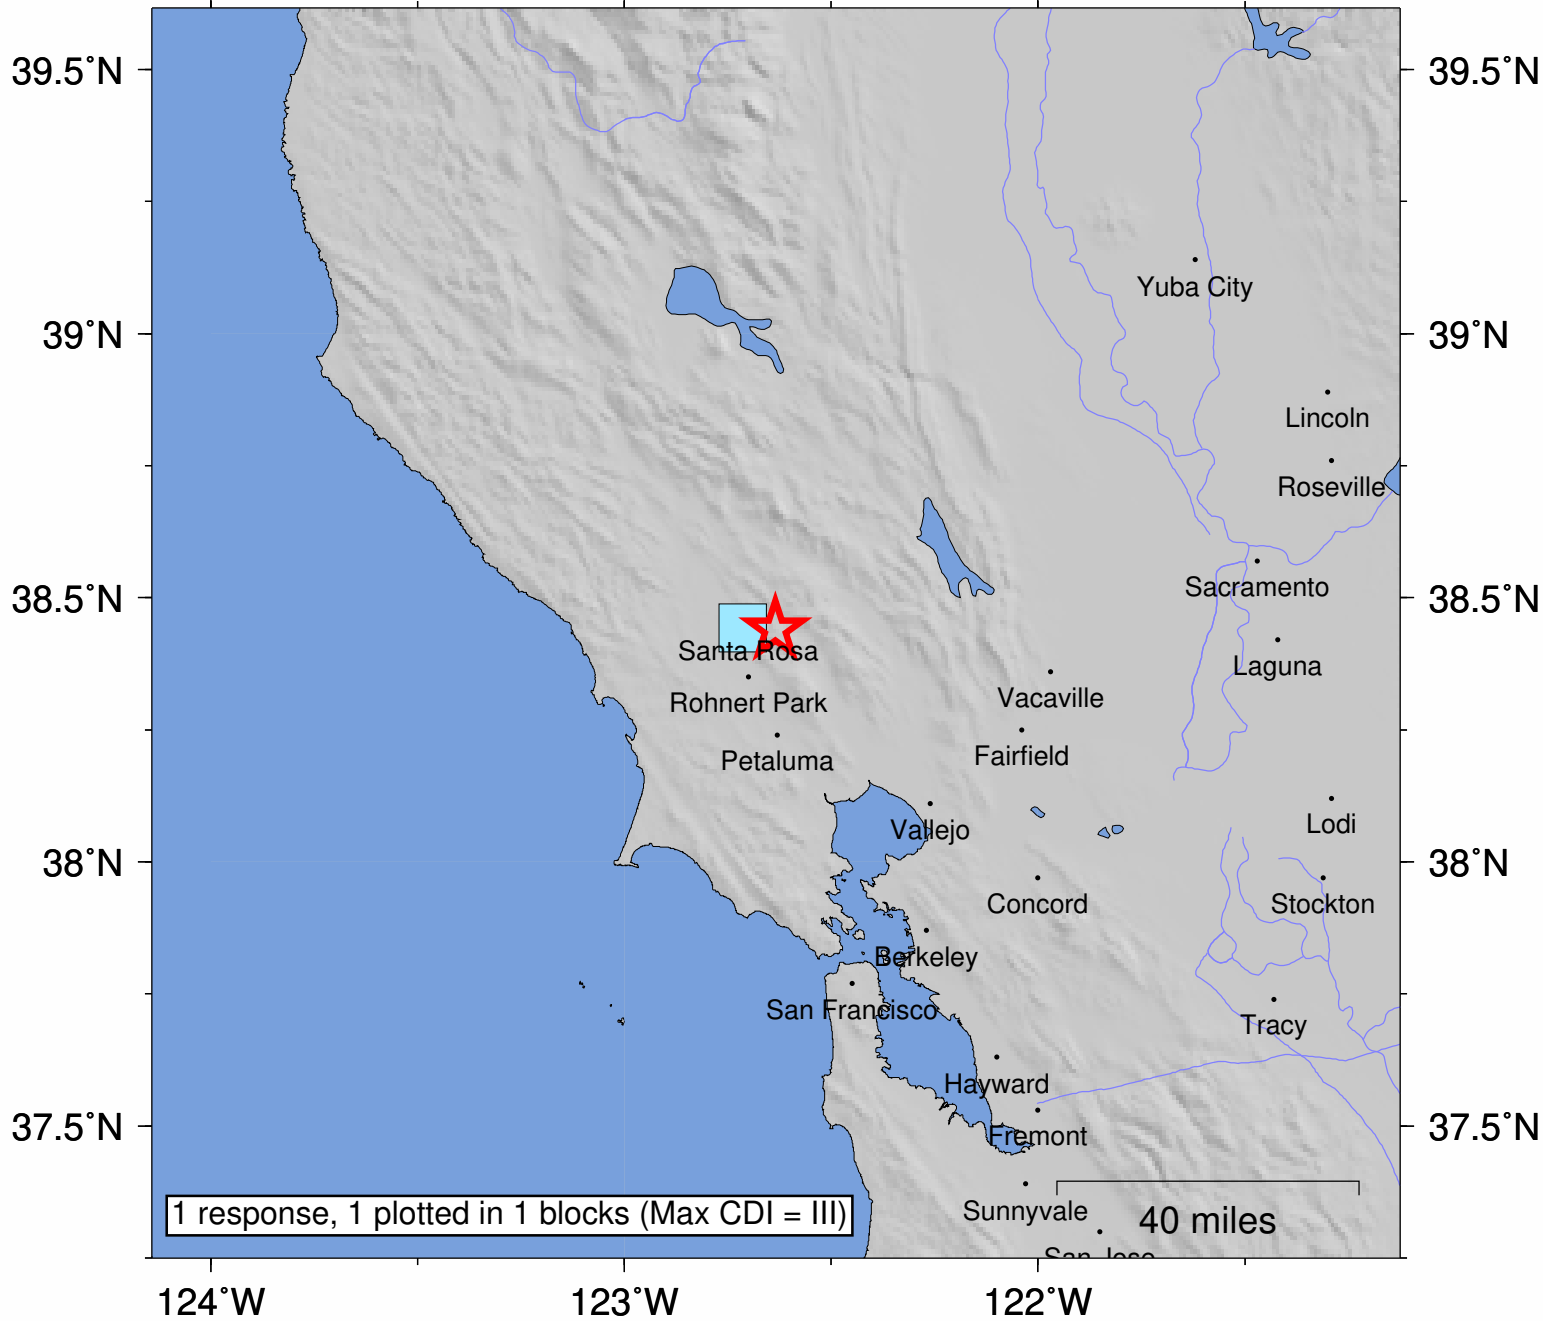 39.5˚N
39.5˚N
Yuba City
39˚N
39˚N
Lincoln
Roseville
38.5˚N
38.5˚N
Sacramento
Santa Rosa
Laguna
Rohnert Park
Vacaville
Petaluma
Fairfield
Vallejo
Lodi
38˚N
38˚N
Concord
Stockton
Berkeley
San Francisco
Tracy
Hayward
37.5˚N
Fremont
37.5˚N
1 response, 1 plotted in 1 blocks (Max CDI = III)
Sunnyvale
40 miles
San Jose
124˚W
123˚W
122˚W